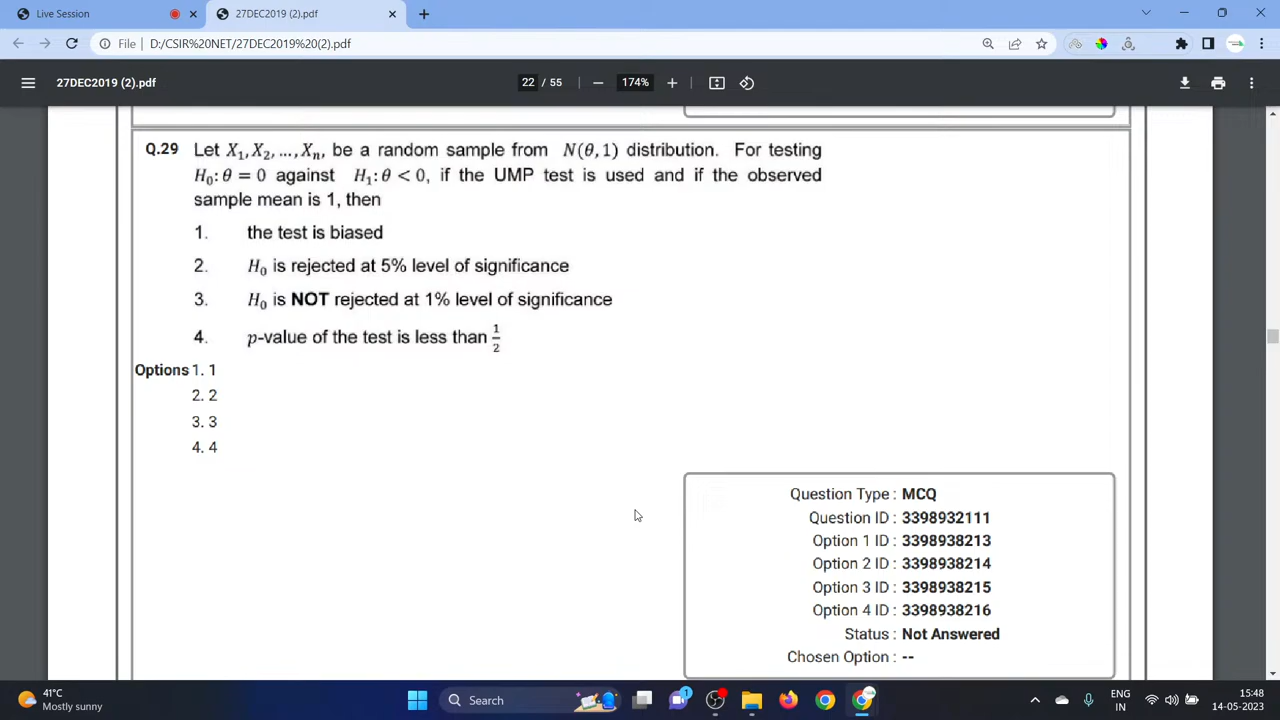 Live Session
27DEC2019 (2).pdf
File
D:/CSIR%20NET/27DEC2019%20(2).pdf
27DEC2019 (2).pdf
22 / 55
174%
Q.29 Let X₁, X₂, ..., Xₙ, be a random sample from N(θ, 1) distribution. For testing
H₀: θ = 0 against H₁: θ < 0, if the UMP test is used and if the observed
sample mean is 1, then
1. the test is biased
2. H₀ is rejected at 5% level of significance
3. H₀ is NOT rejected at 1% level of significance
4. p-value of the test is less than 1/2
Options 1. 1
2. 2
3. 3
4. 4
Question Type : MCQ
Question ID : 3398932111
Option 1 ID : 3398938213
Option 2 ID : 3398938214
Option 3 ID : 3398938215
Option 4 ID : 3398938216
Status : Not Answered
Chosen Option : --
41°C
Mostly sunny
Search
1
ENG
IN
15:48
14-05-2023